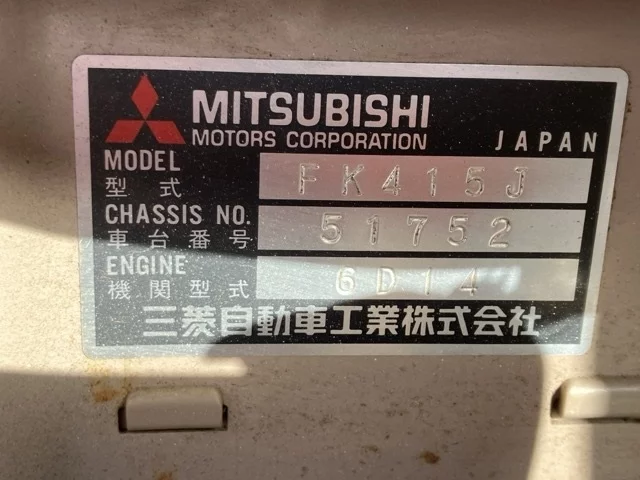 MITSUBISHI
MOTORS CORPORATION JAPAN
MODEL
型式 FK415J
CHASSIS NO.
車台番号 51752
ENGINE
機関型式 6D14
三菱自動車工業株式会社